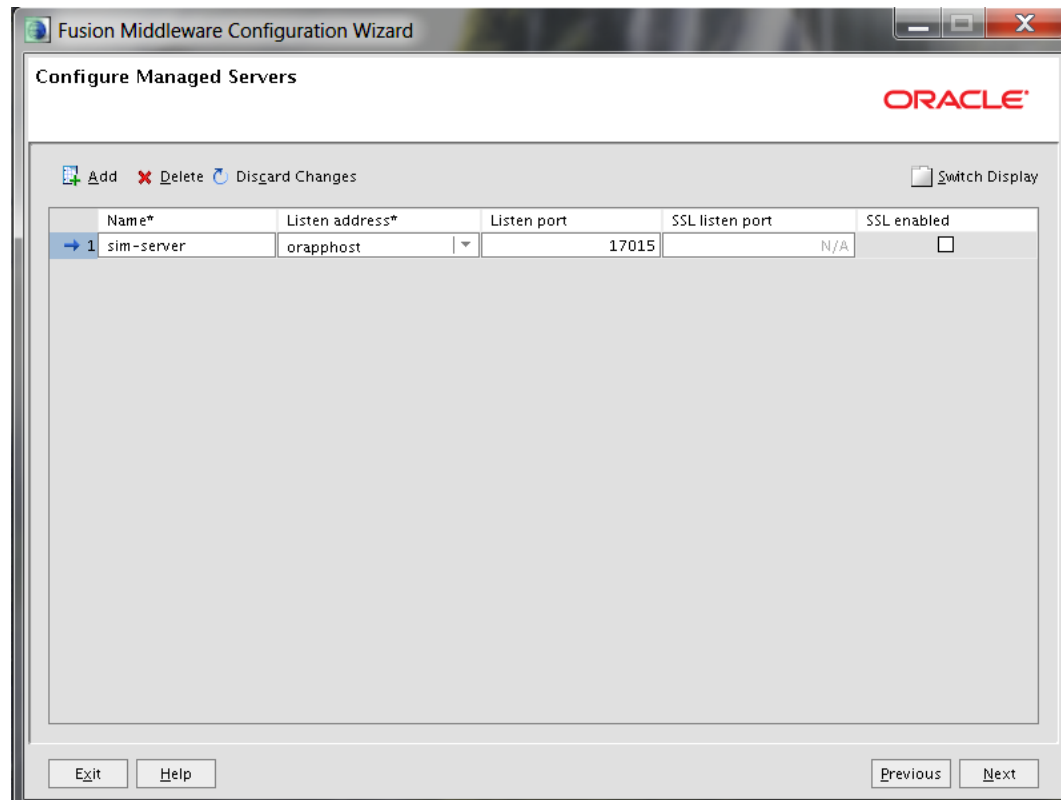 Fusion Middleware Configuration Wizard
Configure Managed Servers
ORACLE
Add Delete Discard Changes Switch Display
Name* Listen address* Listen port SSL listen port SSL enabled
1 sim-server orapphost 17015 N/A
Exit Help Previous Next